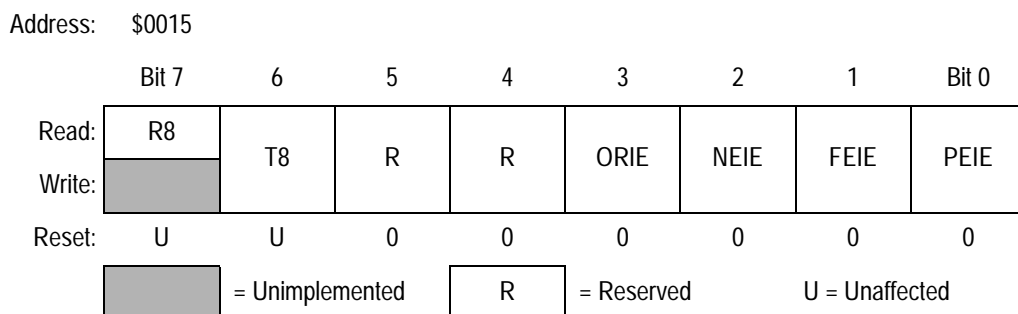 Address: $0015
Bit 7 6 5 4 3 2 1 Bit 0
Read: R8 T8 R R ORIE NEIE FEIE PEIE
Write:
Reset: U U 0 0 0 0 0 0
= Unimplemented R = Reserved U = Unaffected